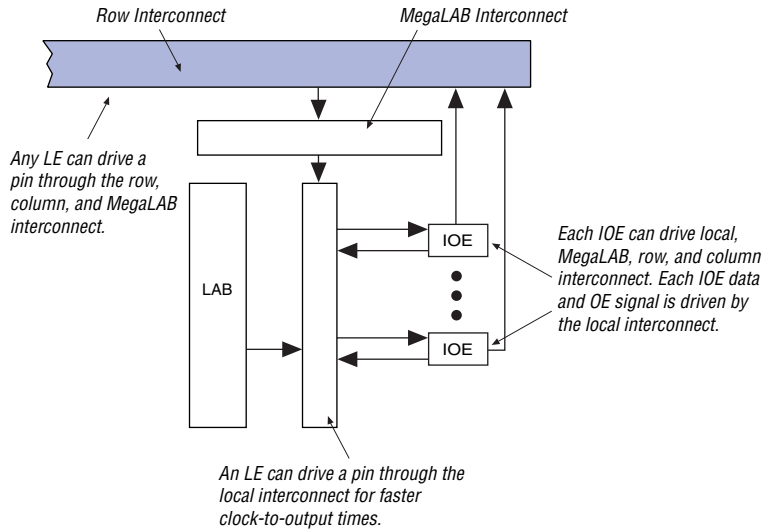 Row Interconnect
MegaLAB Interconnect
Any LE can drive a
pin through the row,
column, and MegaLAB
interconnect.
LAB
IOE
IOE
Each IOE can drive local,
MegaLAB, row, and column
interconnect. Each IOE data
and OE signal is driven by
the local interconnect.
An LE can drive a pin through the
local interconnect for faster
clock-to-output times.